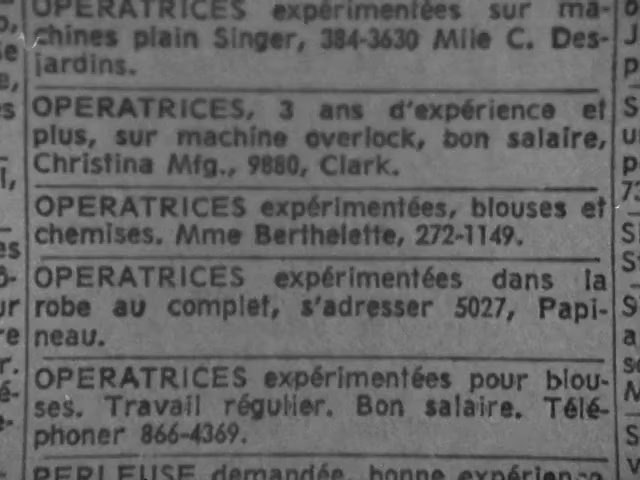 OPERATRICES expérimentées sur ma-
chines plain Singer, 384-3630 Mlle C. Des-
jardins.
OPERATRICES, 3 ans d'expérience et
plus, sur machine overlock, bon salaire,
Christina Mfg., 9880, Clark.
OPERATRICES expérimentées, blouses et
chemises. Mme Berthelette, 272-1149.
OPERATRICES expérimentées dans la
robe au complet, s'adresser 5027, Papi-
neau.
OPERATRICES expérimentées pour blou-
ses. Travail régulier. Bon salaire. Télé-
phoner 866-4369.
PERLEUSE demandée, bonne expérience